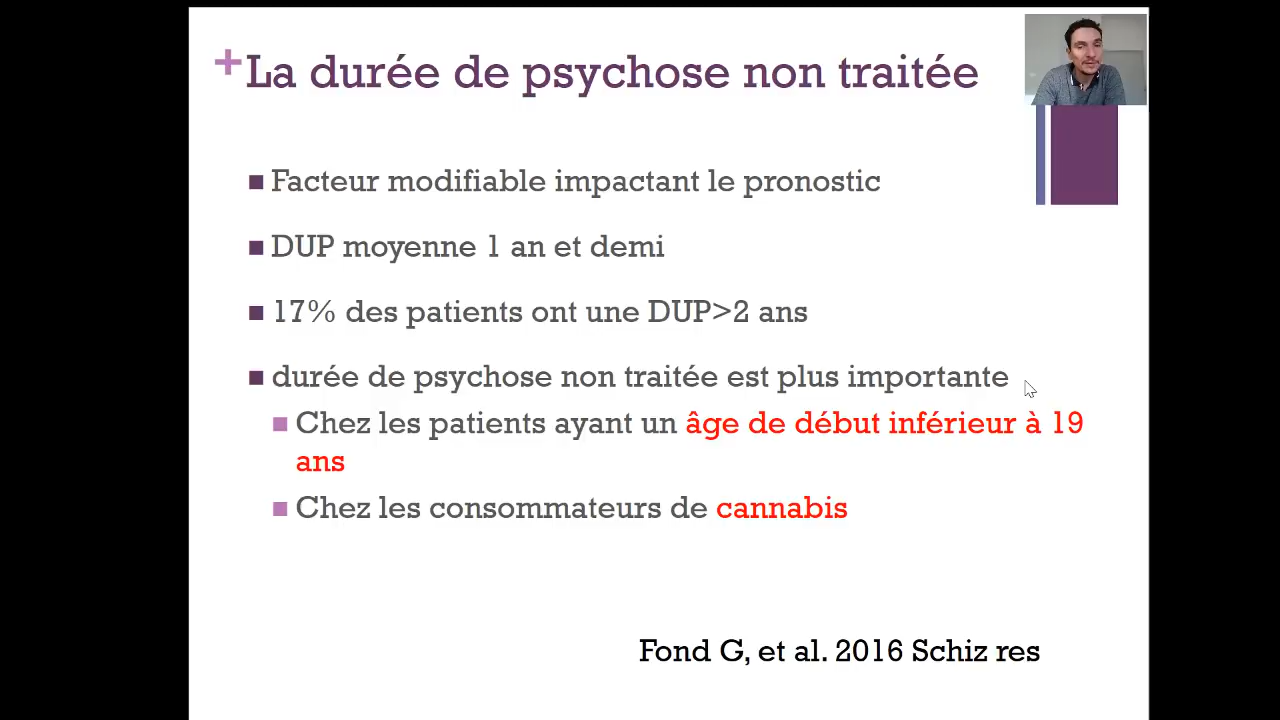 + La durée de psychose non traitée
Facteur modifiable impactant le pronostic
DUP moyenne 1 an et demi
17% des patients ont une DUP>2 ans
durée de psychose non traitée est plus importante
Chez les patients ayant un âge de début inférieur à 19
ans
Chez les consommateurs de cannabis
Fond G, et al. 2016 Schiz res